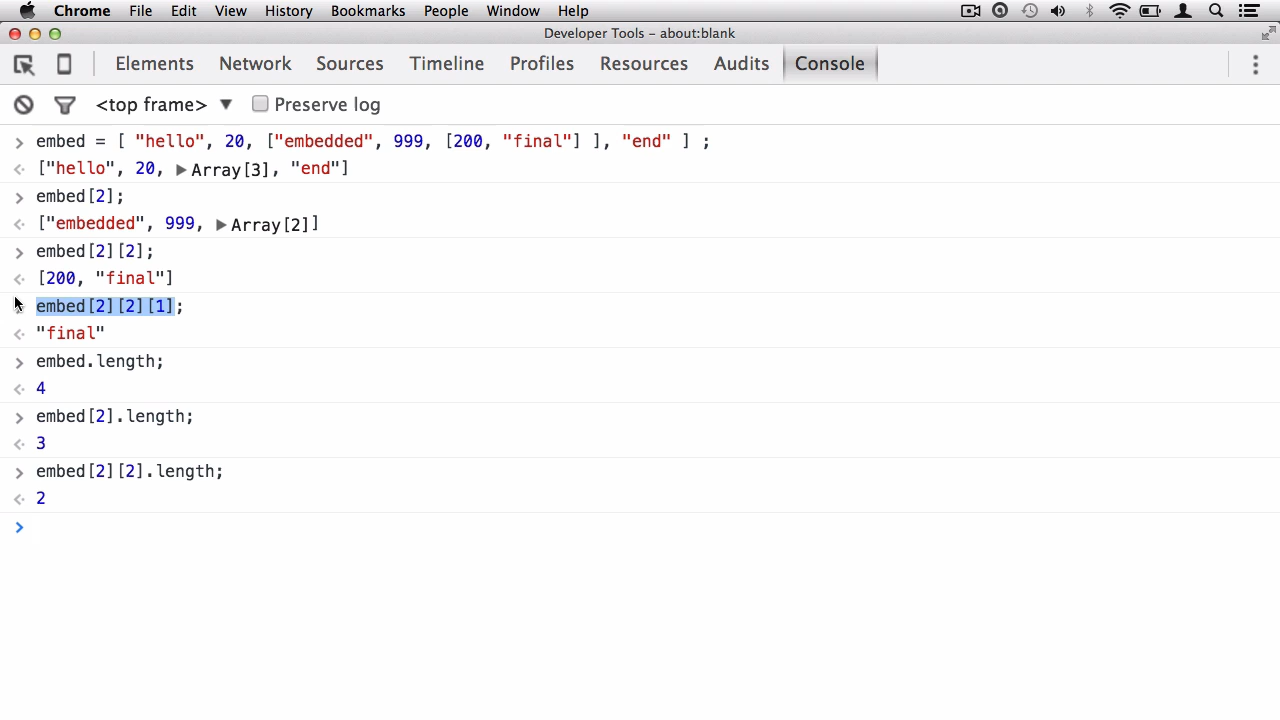 Chrome File Edit View History Bookmarks People Window Help
Developer Tools - about:blank
Elements Network Sources Timeline Profiles Resources Audits Console
<top frame> ▼ Preserve log
> embed = [ "hello", 20, ["embedded", 999, [200, "final"] ], "end" ] ;
<· ["hello", 20, ▶Array[3], "end"]
> embed[2];
<· ["embedded", 999, ▶Array[2]]
> embed[2][2];
<· [200, "final"]
> embed[2][2][1];
<· "final"
> embed.length;
<· 4
> embed[2].length;
<· 3
> embed[2][2].length;
<· 2
>